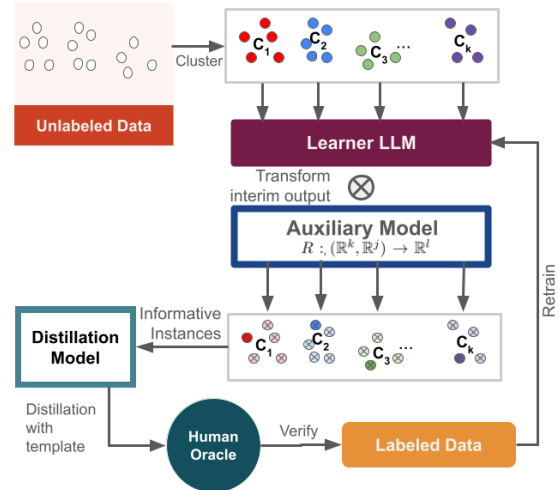 Cluster
C1 C2 C3 ... Ck
Unlabeled Data
Learner LLM
Transform
interim output
Auxiliary Model
R :, (ℝ^k, ℝ^j) → ℝ^l
Retrain
Informative
Instances
C1 C2 C3 ... Ck
Distillation
Model
Distillation
with
template
Human
Oracle
Verify
Labeled Data